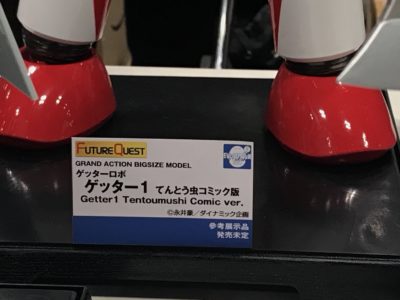 FUTUREQUEST
GRAND ACTION BIGSIZE MODEL
ゲッターロボ
ゲッター1 てんとう虫コミック版
Getter1 Tentoumushi Comic ver.
©永井豪/ダイナミック企画
参考展示品
発売未定